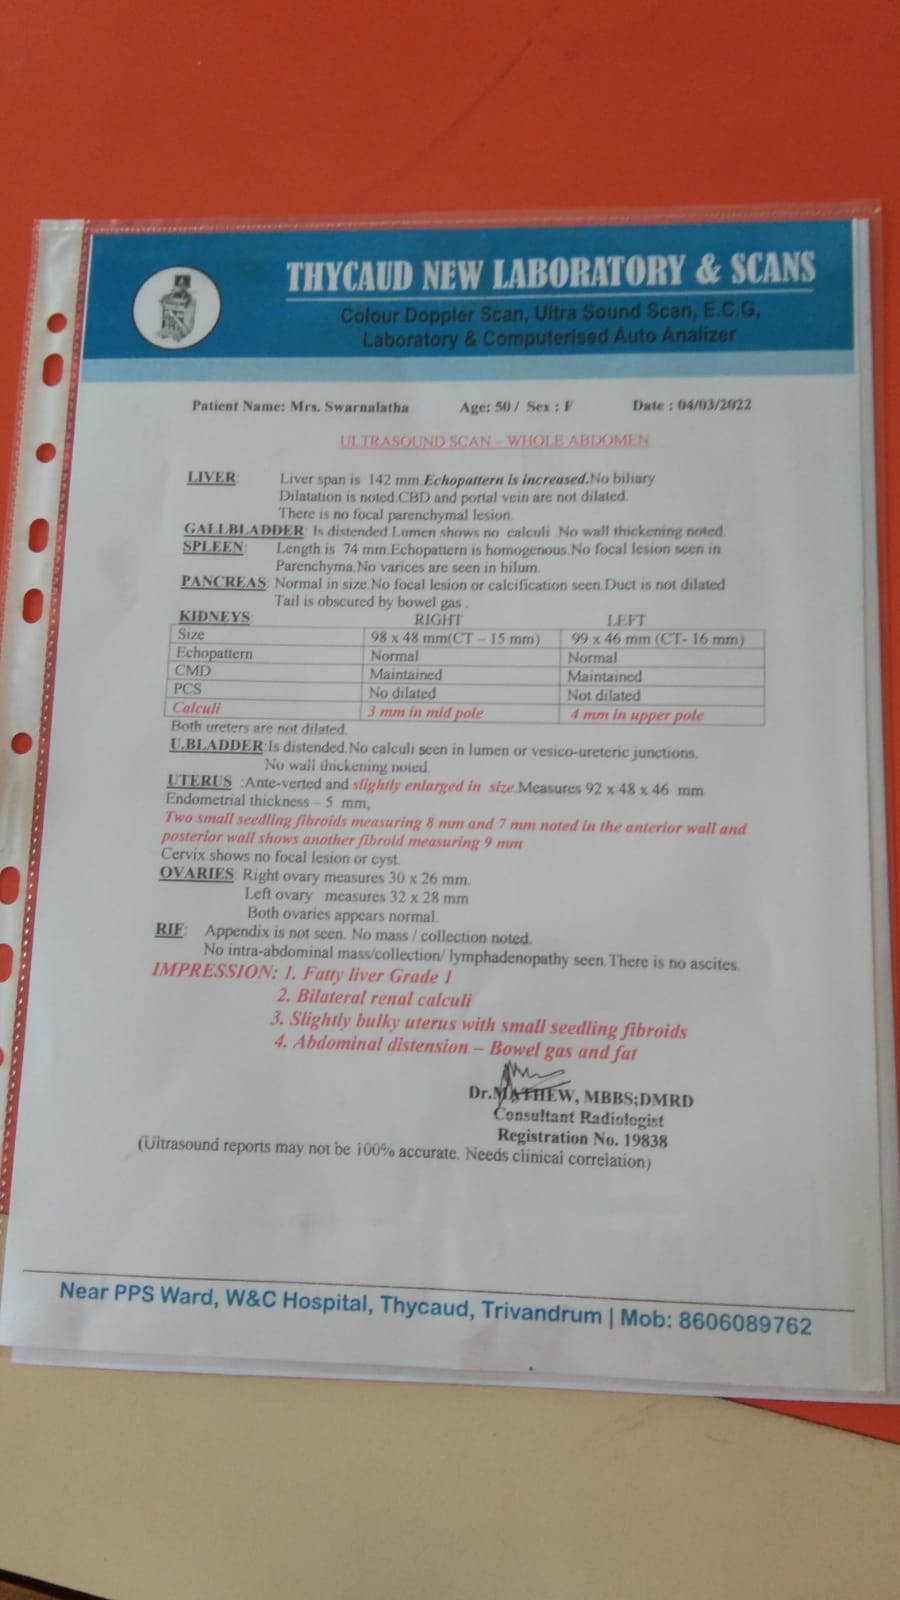 THYCAUD NEW LABORATORY & SCANS
Colour Doppler Scan, Ultra Sound Scan, E.C.G,
Laboratory & Computerised Auto Analizer
Patient Name: Mrs. Swarnalatha Age: 50 / Sex : F Date : 04/03/2022
ULTRASOUND SCAN – WHOLE ABDOMEN
LIVER: Liver span is 142 mm.Echopattern is increased.No biliary
Dilatation is noted.CBD and portal vein are not dilated.
There is no focal parenchymal lesion.
GALLBLADDER: Is distended.Lumen shows no calculi .No wall thickening noted.
SPLEEN: Length is 74 mm.Echopattern is homogenous.No focal lesion seen in
Parenchyma.No varices are seen in hilum.
PANCREAS: Normal in size.No focal lesion or calcification seen.Duct is not dilated
Tail is obscured by bowel gas .
KIDNEYS: RIGHT LEFT
Size 98 x 48 mm(CT – 15 mm) 99 x 46 mm (CT- 16 mm)
Echopattern Normal Normal
CMD Maintained Maintained
PCS No dilated Not dilated
Calculi 3 mm in mid pole 4 mm in upper pole
Both ureters are not dilated.
U.BLADDER:Is distended.No calculi seen in lumen or vesico-ureteric junctions.
No wall thickening noted.
UTERUS :Ante-verted and slightly enlarged in size.Measures 92 x 48 x 46 mm
Endometrial thickness – 5 mm,
Two small seedling fibroids measuring 8 mm and 7 mm noted in the anterior wall and
posterior wall shows another fibroid measuring 9 mm
Cervix shows no focal lesion or cyst.
OVARIES: Right ovary measures 30 x 26 mm.
Left ovary measures 32 x 28 mm
Both ovaries appears normal.
RIF: Appendix is not seen. No mass / collection noted.
No intra-abdominal mass/collection/ lymphadenopathy seen.There is no ascites.
IMPRESSION: 1. Fatty liver Grade 1
2. Bilateral renal calculi
3. Slightly bulky uterus with small seedling fibroids
4. Abdominal distension – Bowel gas and fat
Dr.MATHEW, MBBS;DMRD
Consultant Radiologist
Registration No. 19838
(Uitrasound reports may not be 100% accurate. Needs clinical correlation)
Near PPS Ward, W&C Hospital, Thycaud, Trivandrum | Mob: 8606089762